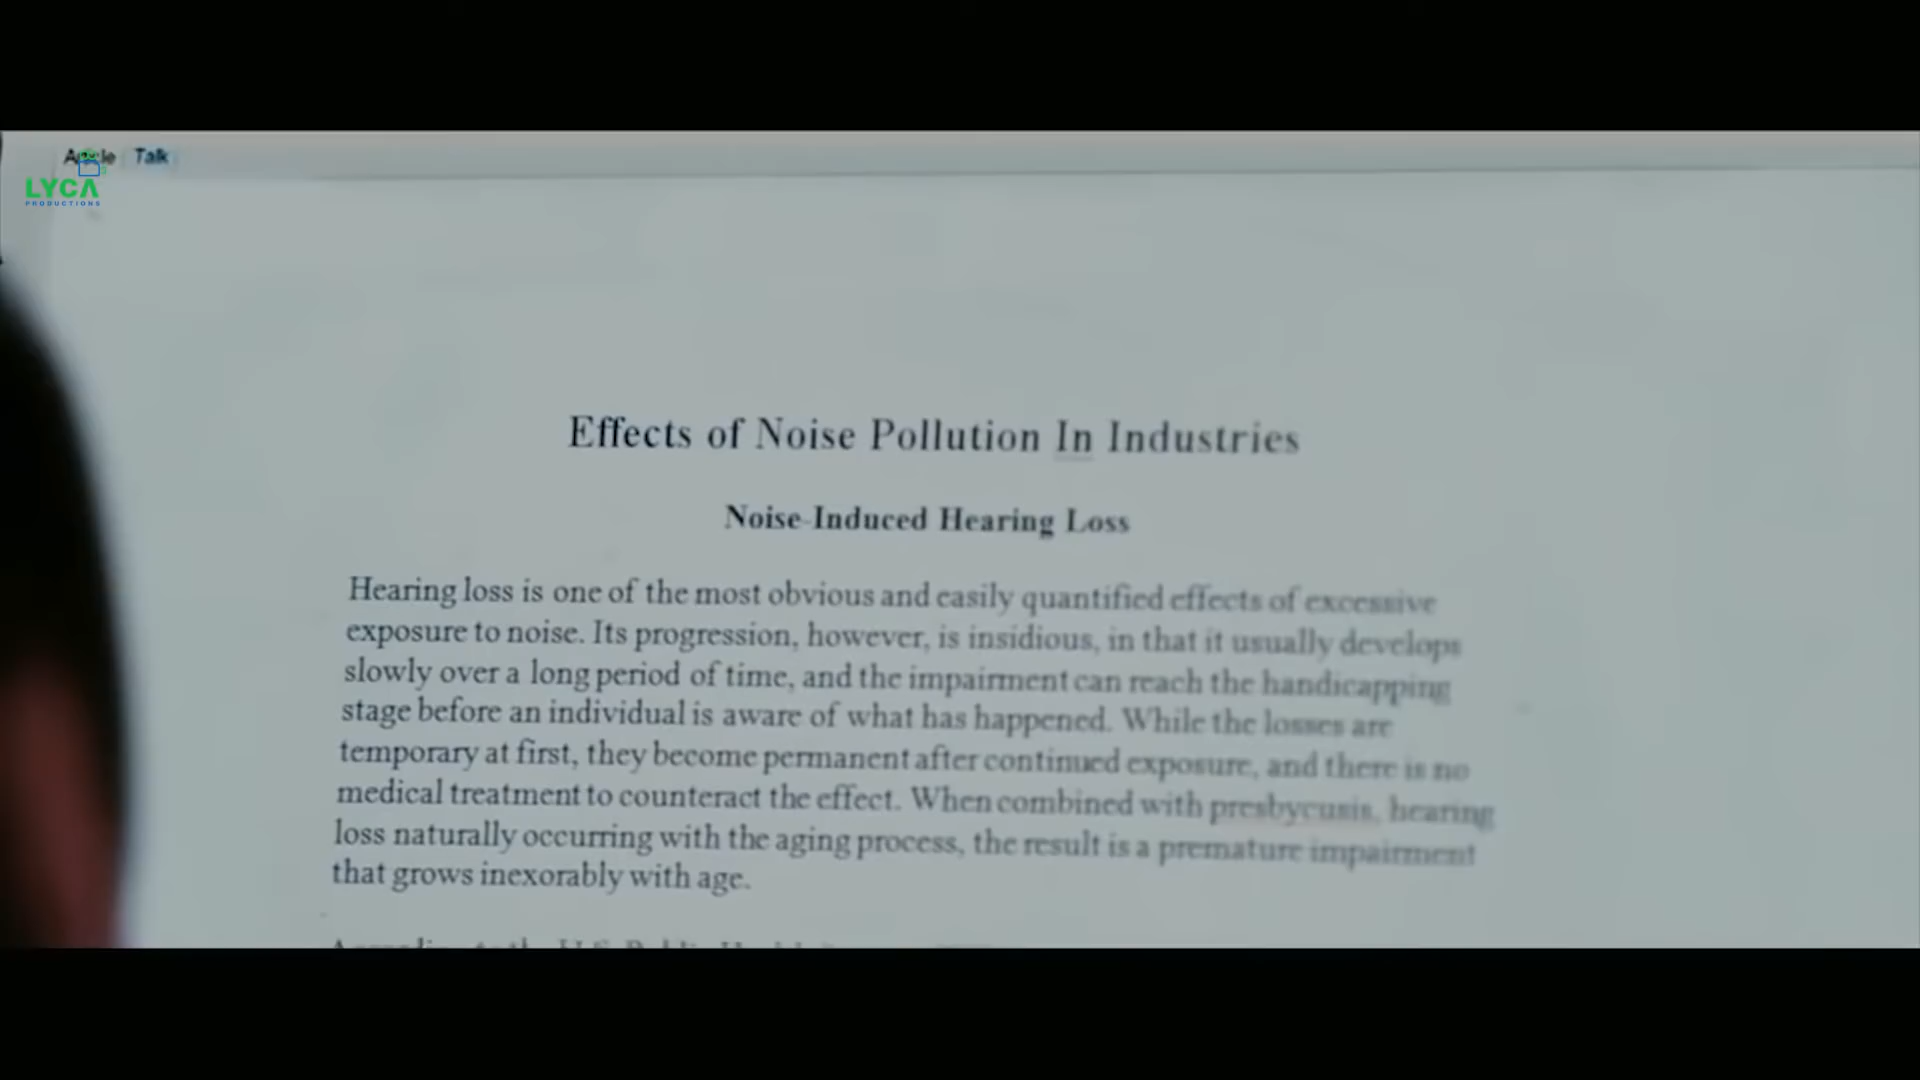 Article Talk
LYCA
PRODUCTIONS
Effects of Noise Pollution In Industries
Noise-Induced Hearing Loss
Hearing loss is one of the most obvious and easily quantified effects of excessive
exposure to noise. Its progression, however, is insidious, in that it usually develops
slowly over a long period of time, and the impairment can reach the handicapping
stage before an individual is aware of what has happened. While the losses are
temporary at first, they become permanent after continued exposure, and there is no
medical treatment to counteract the effect. When combined with presbycusis, hearing
loss naturally occurring with the aging process, the result is a premature impairment
that grows inexorably with age.